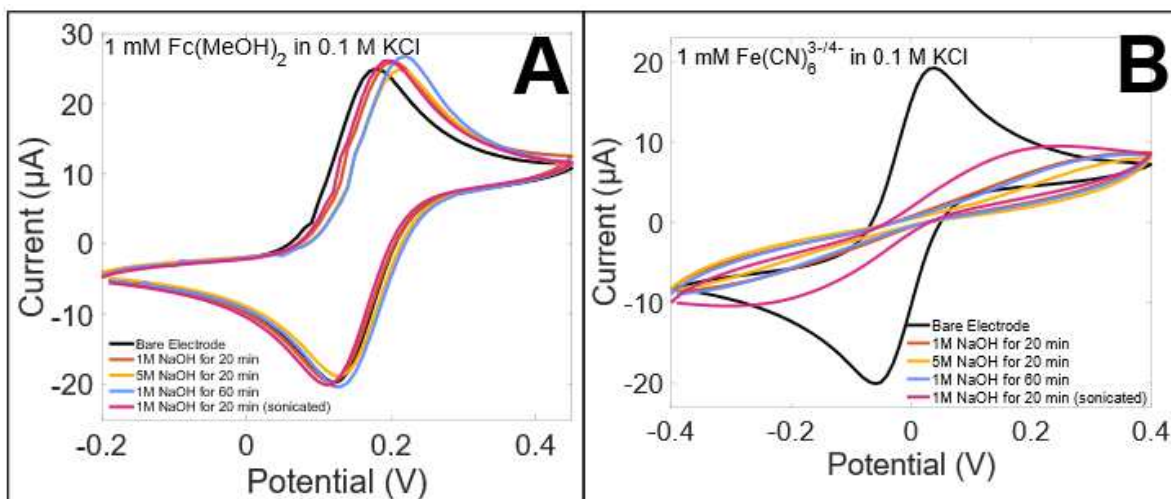 1 mM Fc(MeOH)2 in 0.1 M KCl
A
30
20
10
0
-10
-20
Current (µA)
Bare Electrode
1M NaOH for 20 min
5M NaOH for 20 min
1M NaOH for 60 min
1M NaOH for 20 min (sonicated)
-0.2
0
0.2
0.4
Potential (V)
1 mM Fe(CN)6 3-/4- in 0.1 M KCl
B
20
10
0
-10
-20
Current (µA)
Bare Electrode
1M NaOH for 20 min
5M NaOH for 20 min
1M NaOH for 60 min
1M NaOH for 20 min (sonicated)
-0.4
-0.2
0
0.2
0.4
Potential (V)